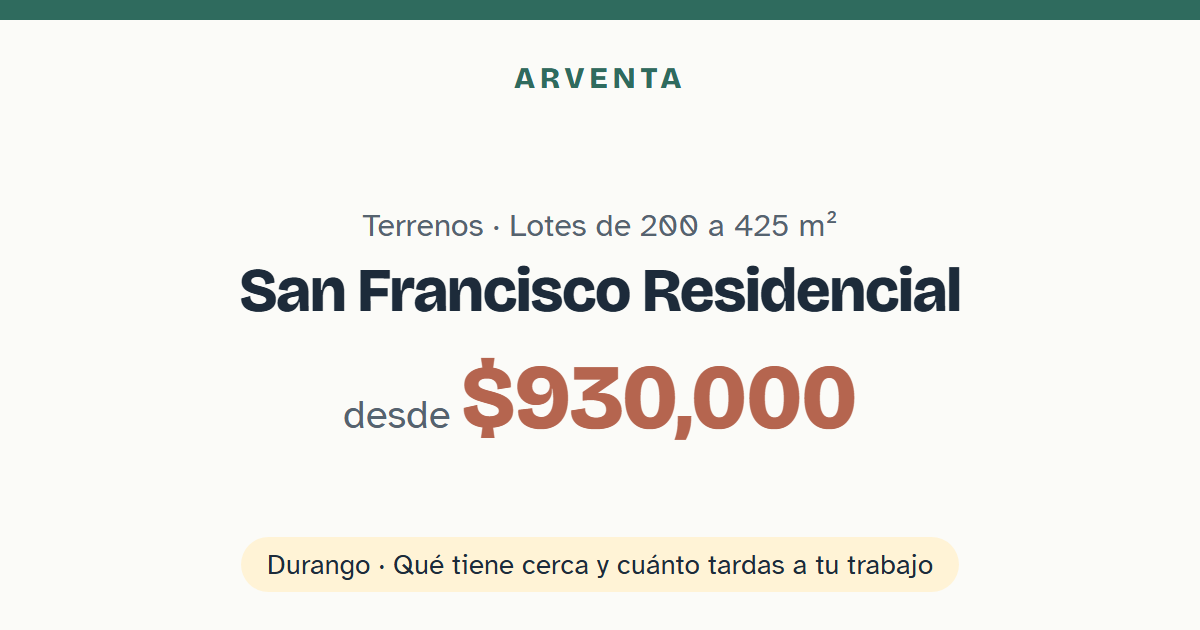 ARVENTA
Terrenos · Lotes de 200 a 425 m²
San Francisco Residencial
desde $930,000
Durango · Qué tiene cerca y cuánto tardas a tu trabajo